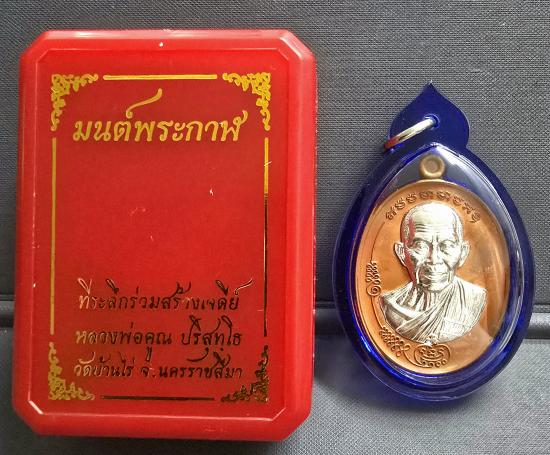 มนต์พระกาฬ
ที่ระลึกร่วมสร้างเจดีย์
หลวงพ่อคูณ ปริสุทฺโธ
วัดบ้านไร่ จ.นครราชสีมา